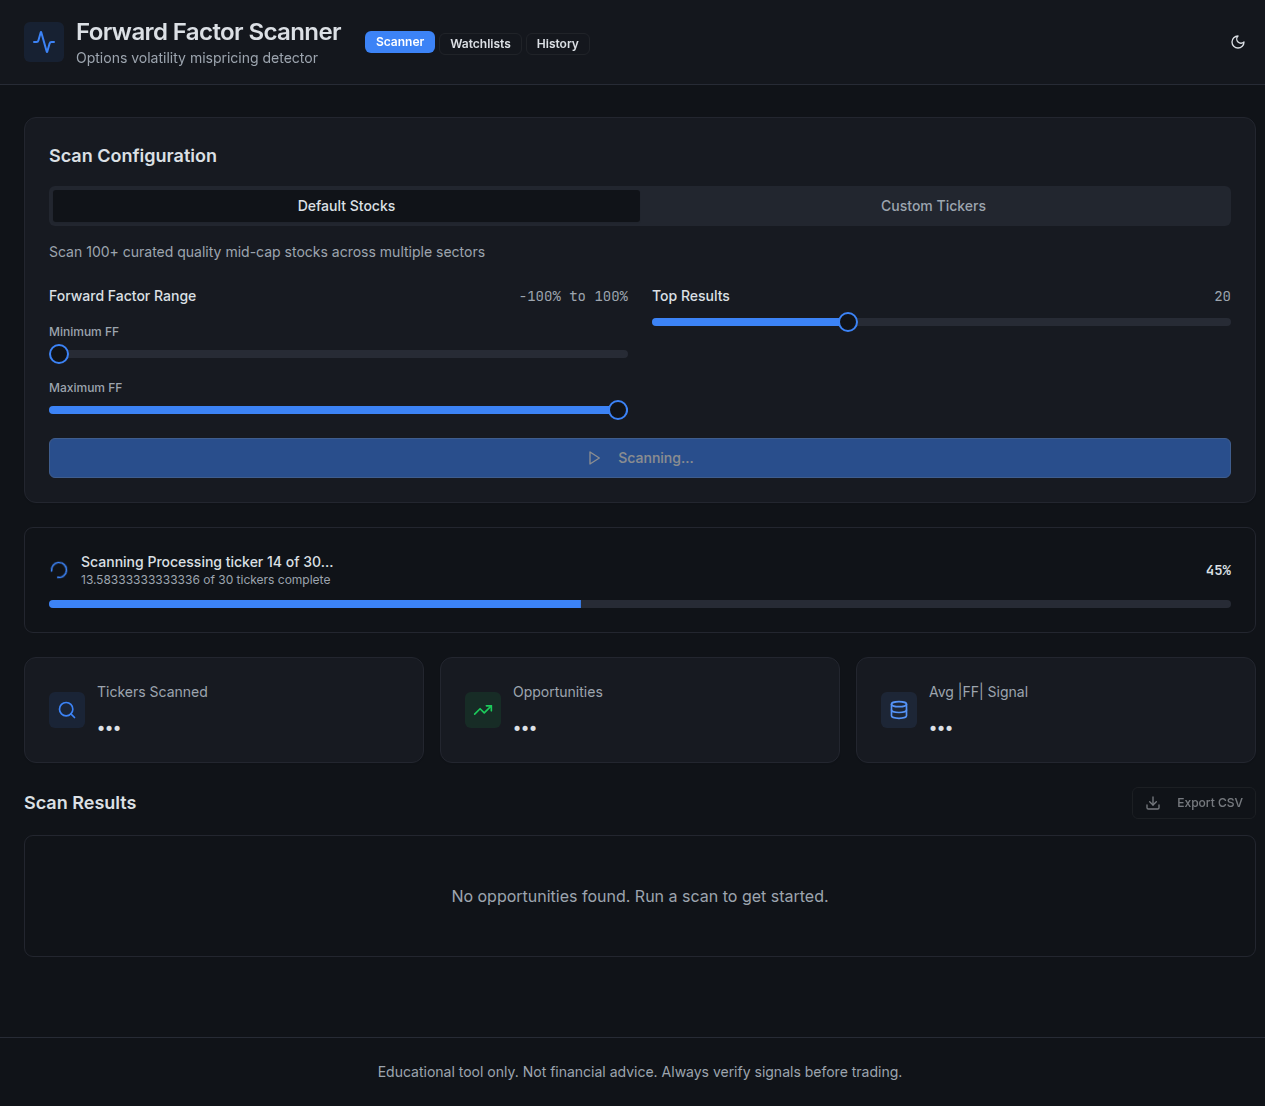 Forward Factor Scanner
Options volatility mispricing detector
Scanner
Watchlists
History
Scan Configuration
Default Stocks
Custom Tickers
Scan 100+ curated quality mid-cap stocks across multiple sectors
Forward Factor Range
-100% to 100%
Top Results
20
Minimum FF
Maximum FF
Scanning...
Scanning Processing ticker 14 of 30...
13.58333333333336 of 30 tickers complete
45%
Tickers Scanned
•••
Opportunities
•••
Avg |FF| Signal
•••
Scan Results
Export CSV
No opportunities found. Run a scan to get started.
Educational tool only. Not financial advice. Always verify signals before trading.